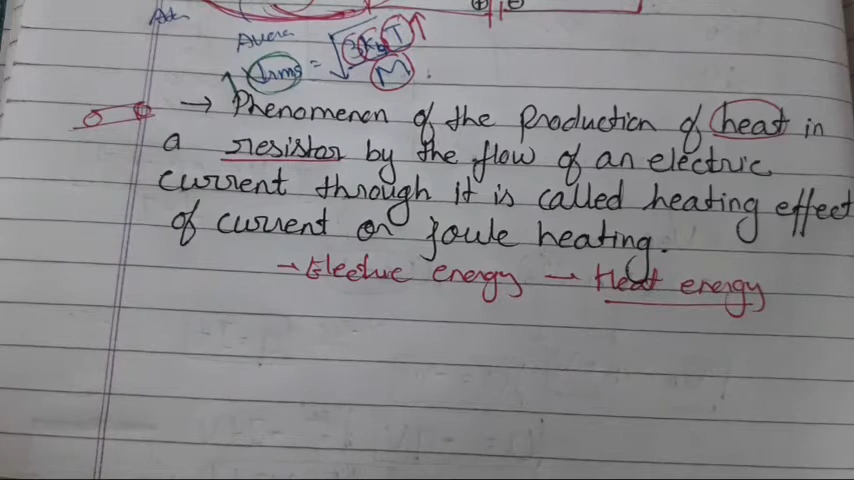 Avera
Vrms = √3KbT
M
→ Phenomenon of the production of heat in
a resistor by the flow of an electric
current through it is called heating effect
of current or joule heating.
→ Electric energy → Heat energy